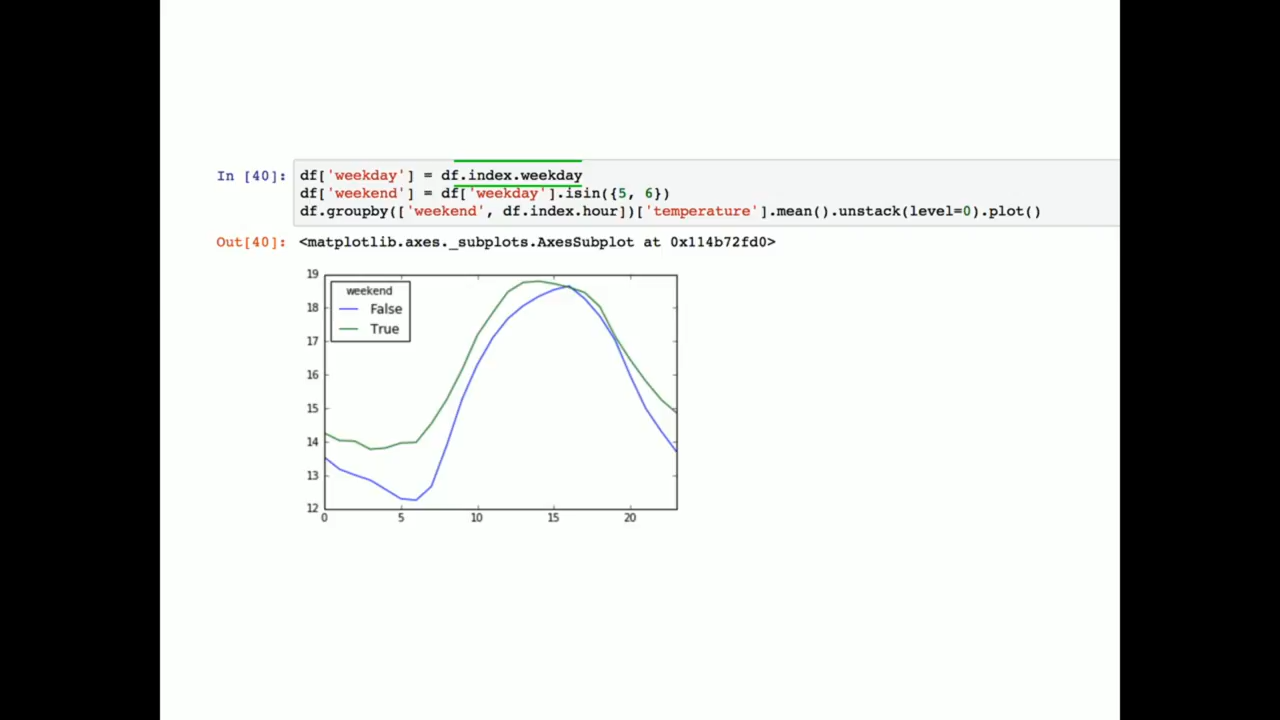 In [40]: df['weekday'] = df.index.weekday
df['weekend'] = df['weekday'].isin({5, 6})
df.groupby(['weekend', df.index.hour])['temperature'].mean().unstack(level=0).plot()
Out[40]: <matplotlib.axes._subplots.AxesSubplot at 0x114b72fd0>
19
weekend
18
False
True
17
16
15
14
13
12
0 5 10 15 20